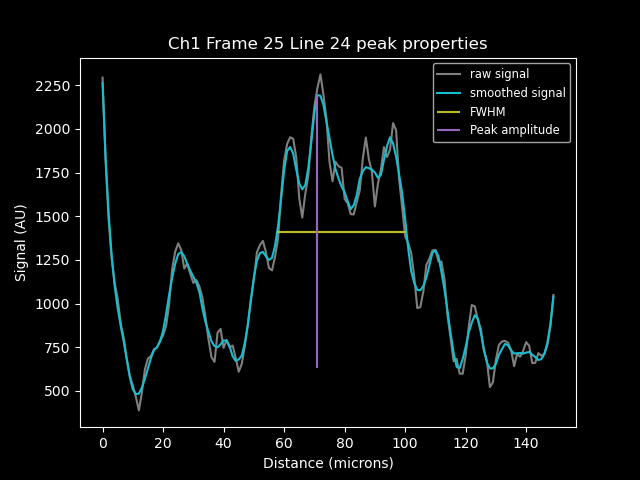 Ch1 Frame 25 Line 24 peak properties
raw signal
smoothed signal
FWHM
Peak amplitude
Signal (AU)
2250
2000
1750
1500
1250
1000
750
500
0 20 40 60 80 100 120 140
Distance (microns)